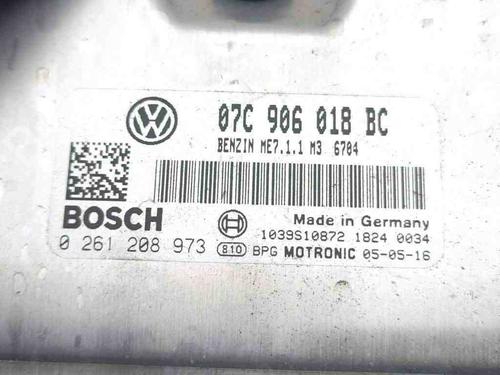 07C 906 018 BC
BENZIN ME7.1.1 M3 6704
BOSCH
Made in Germany
1039S10872 1824 0034
0 261 208 973 810 BPG MOTRONIC 05-05-16